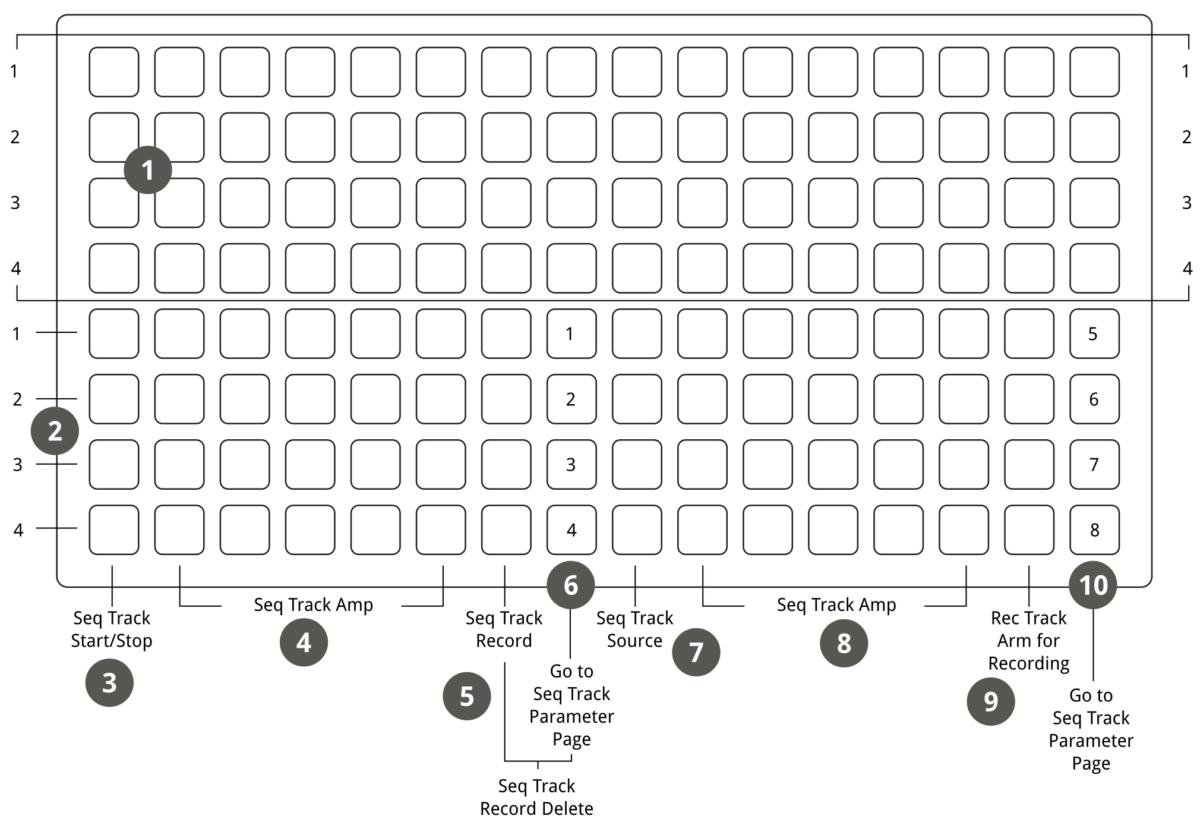 1 1
2 2
1
3 3
4 4
1 1 5
2 2 6
2
3 3 7
4 4 8
6 10
Seq Track Amp Seq Track Amp
Seq Track
Start/Stop
3
4
Seq Track
Record
5
Go to
Seq Track
Parameter
Page
Seq Track
Record Delete
Seq Track
Source
7
8
Rec Track
Arm for
Recording
9
Go to
Seq Track
Parameter
Page